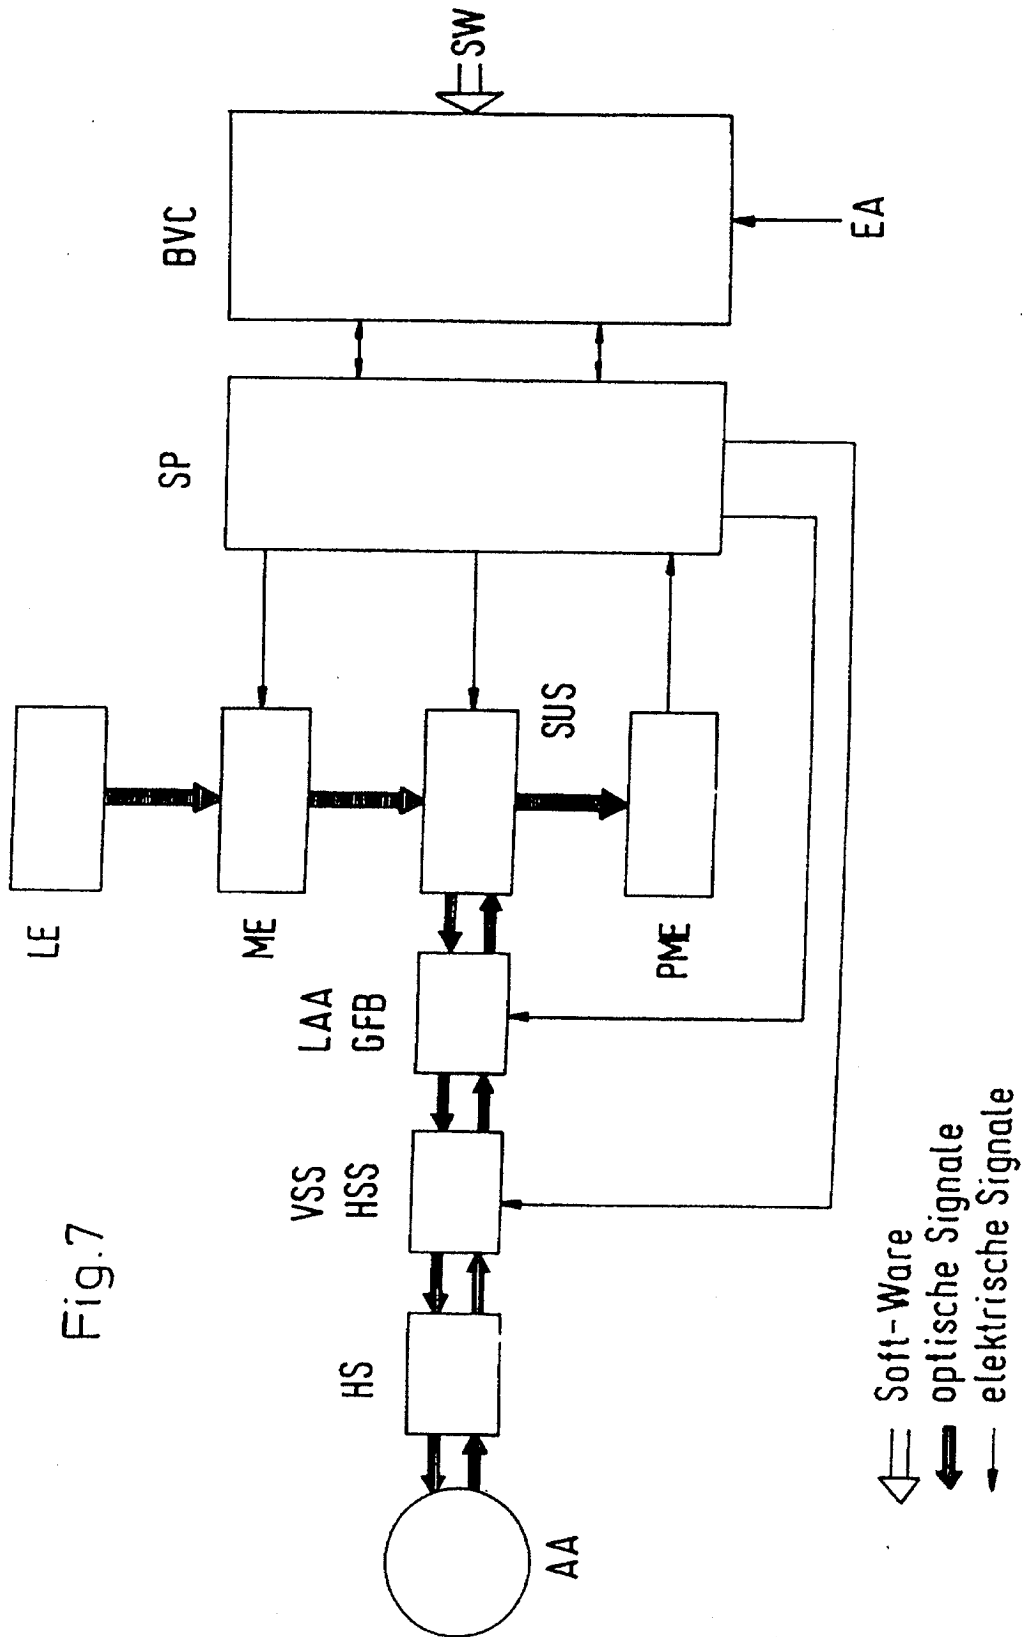 Fig.7
LE
ME
SUS
PME
LAA
GFB
VSS
HSS
HS
AA
SP
BVC
SW
EA
Soft-Ware
optische Signale
elektrische Signale